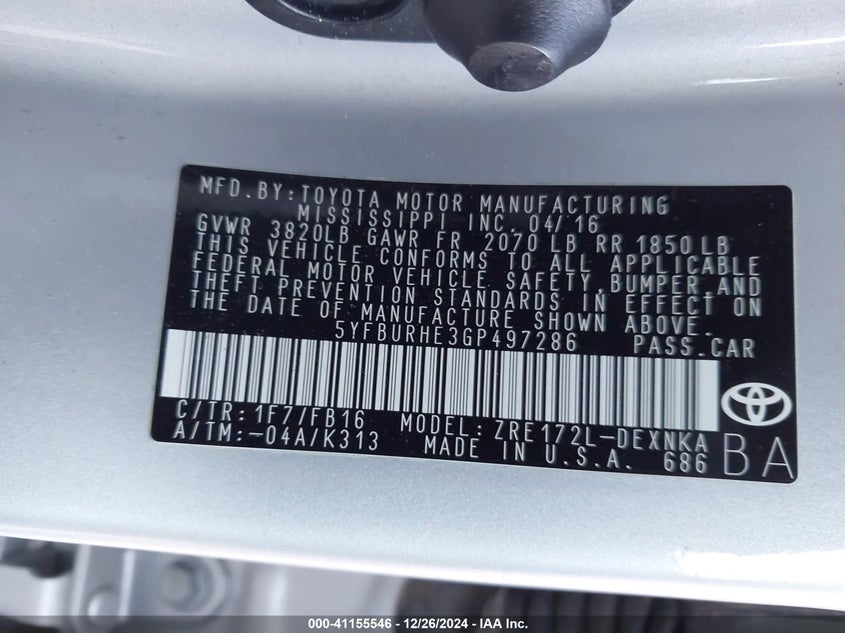 MFD. BY: TOYOTA MOTOR MANUFACTURING
MISSISSIPPI INC. 04/16
GVWR 3820LB GAWR FR 2070 LB RR 1850 LB
THIS VEHICLE CONFORMS TO ALL APPLICABLE
FEDERAL MOTOR VEHICLE SAFETY, BUMPER, AND
THEFT PREVENTION STANDARDS IN EFFECT ON
THE DATE OF MANUFACTURE SHOWN ABOVE.
5YFBURHE3GP497286 PASS. CAR
C/TR: 1F7/FB16 MODEL: ZRE172L-DEXNKA
A/TM: -04A/K313 MADE IN U.S.A. 686 BA
000-41155546 - 12/26/2024 - IAA Inc.